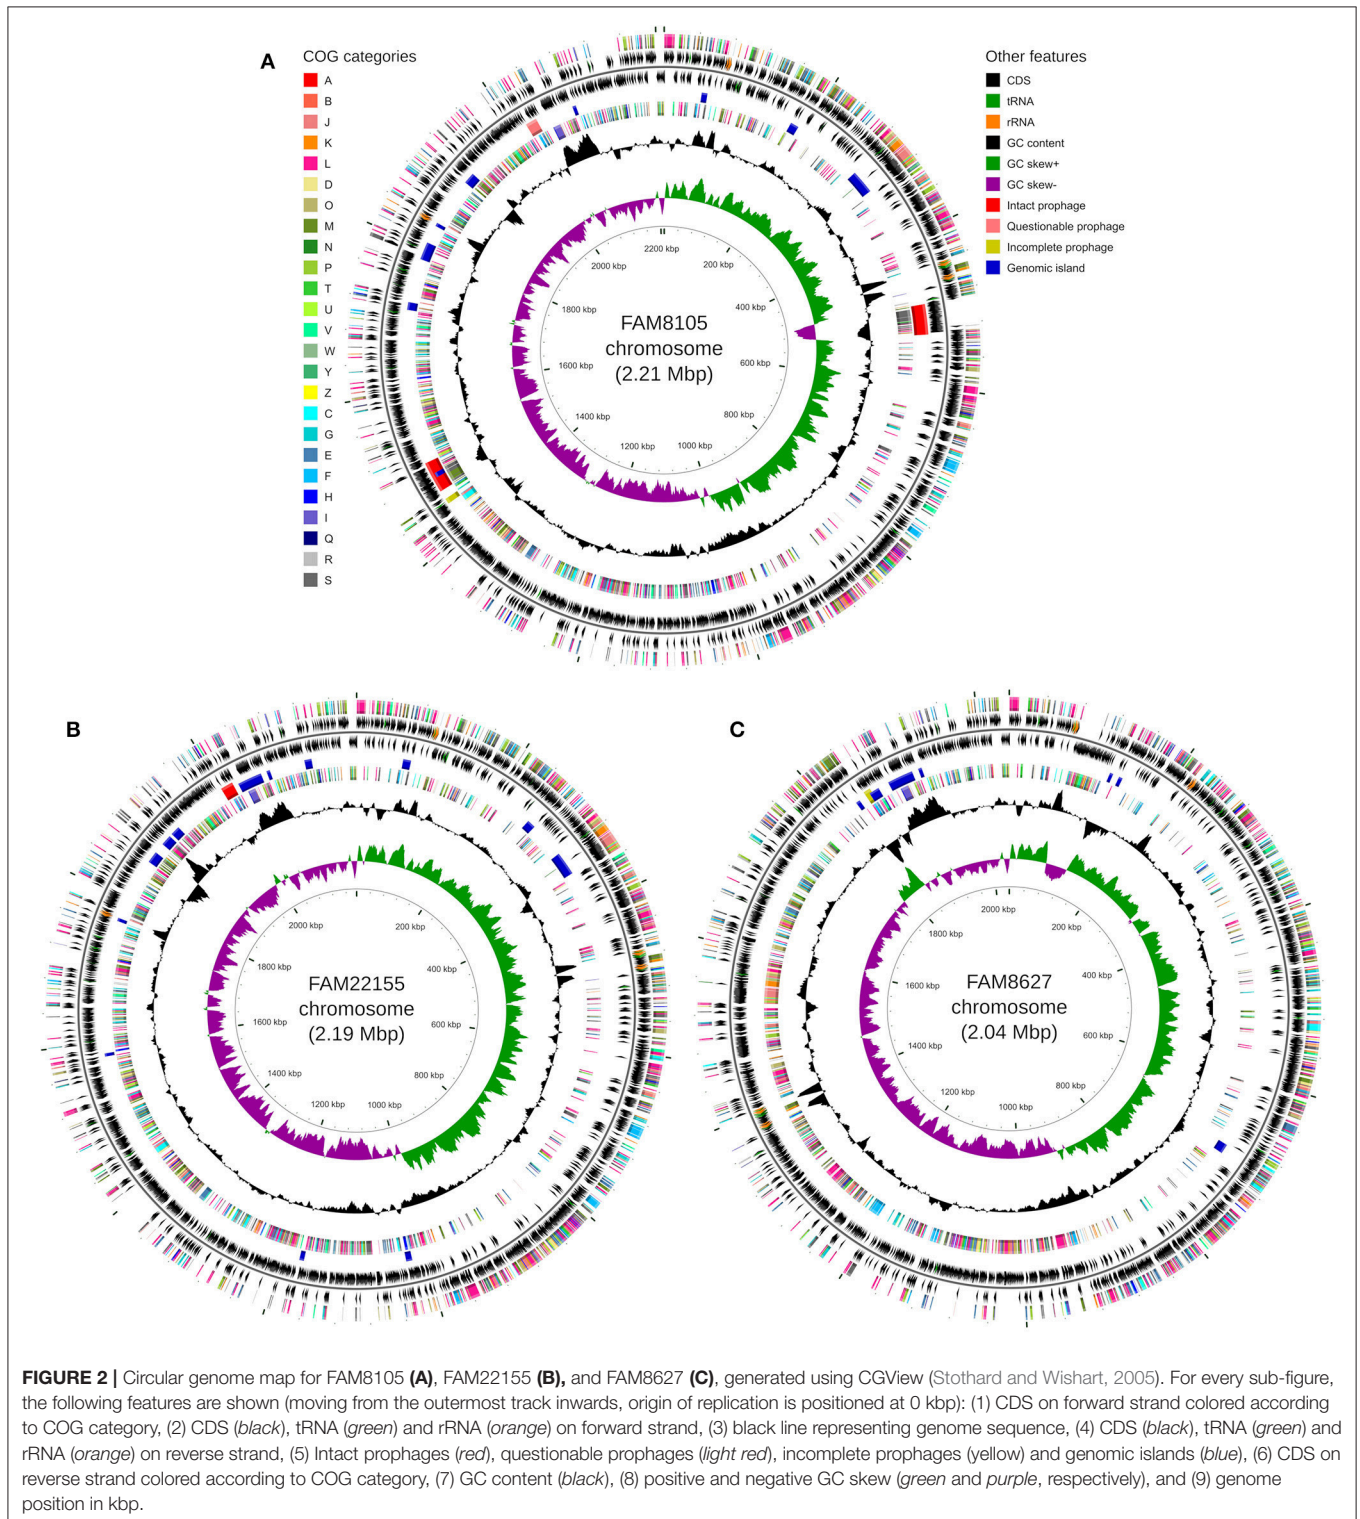 A
COG categories
A
B
J
K
L
D
O
M
N
P
T
U
V
W
Y
Z
C
G
E
F
H
I
Q
R
S
Other features
CDS
tRNA
rRNA
GC content
GC skew+
GC skew-
Intact prophage
Questionable prophage
Incomplete prophage
Genomic island
2200 kbp
200 kbp
400 kbp
600 kbp
800 kbp
1000 kbp
1200 kbp
1400 kbp
1600 kbp
1800 kbp
2000 kbp
FAM8105
chromosome
(2.21 Mbp)
B
200 kbp
400 kbp
600 kbp
800 kbp
1000 kbp
1200 kbp
1400 kbp
1600 kbp
1800 kbp
2000 kbp
FAM22155
chromosome
(2.19 Mbp)
C
2000 kbp
200 kbp
400 kbp
600 kbp
800 kbp
1000 kbp
1200 kbp
1400 kbp
1600 kbp
1800 kbp
FAM8627
chromosome
(2.04 Mbp)
FIGURE 2 | Circular genome map for FAM8105 (A), FAM22155 (B), and FAM8627 (C), generated using CGView (Stothard and Wishart, 2005). For every sub-figure,
the following features are shown (moving from the outermost track inwards, origin of replication is positioned at 0 kbp): (1) CDS on forward strand colored according
to COG category, (2) CDS (black), tRNA (green) and rRNA (orange) on forward strand, (3) black line representing genome sequence, (4) CDS (black), tRNA (green) and
rRNA (orange) on reverse strand, (5) Intact prophages (red), questionable prophages (light red), incomplete prophages (yellow) and genomic islands (blue), (6) CDS on
reverse strand colored according to COG category, (7) GC content (black), (8) positive and negative GC skew (green and purple, respectively), and (9) genome
position in kbp.